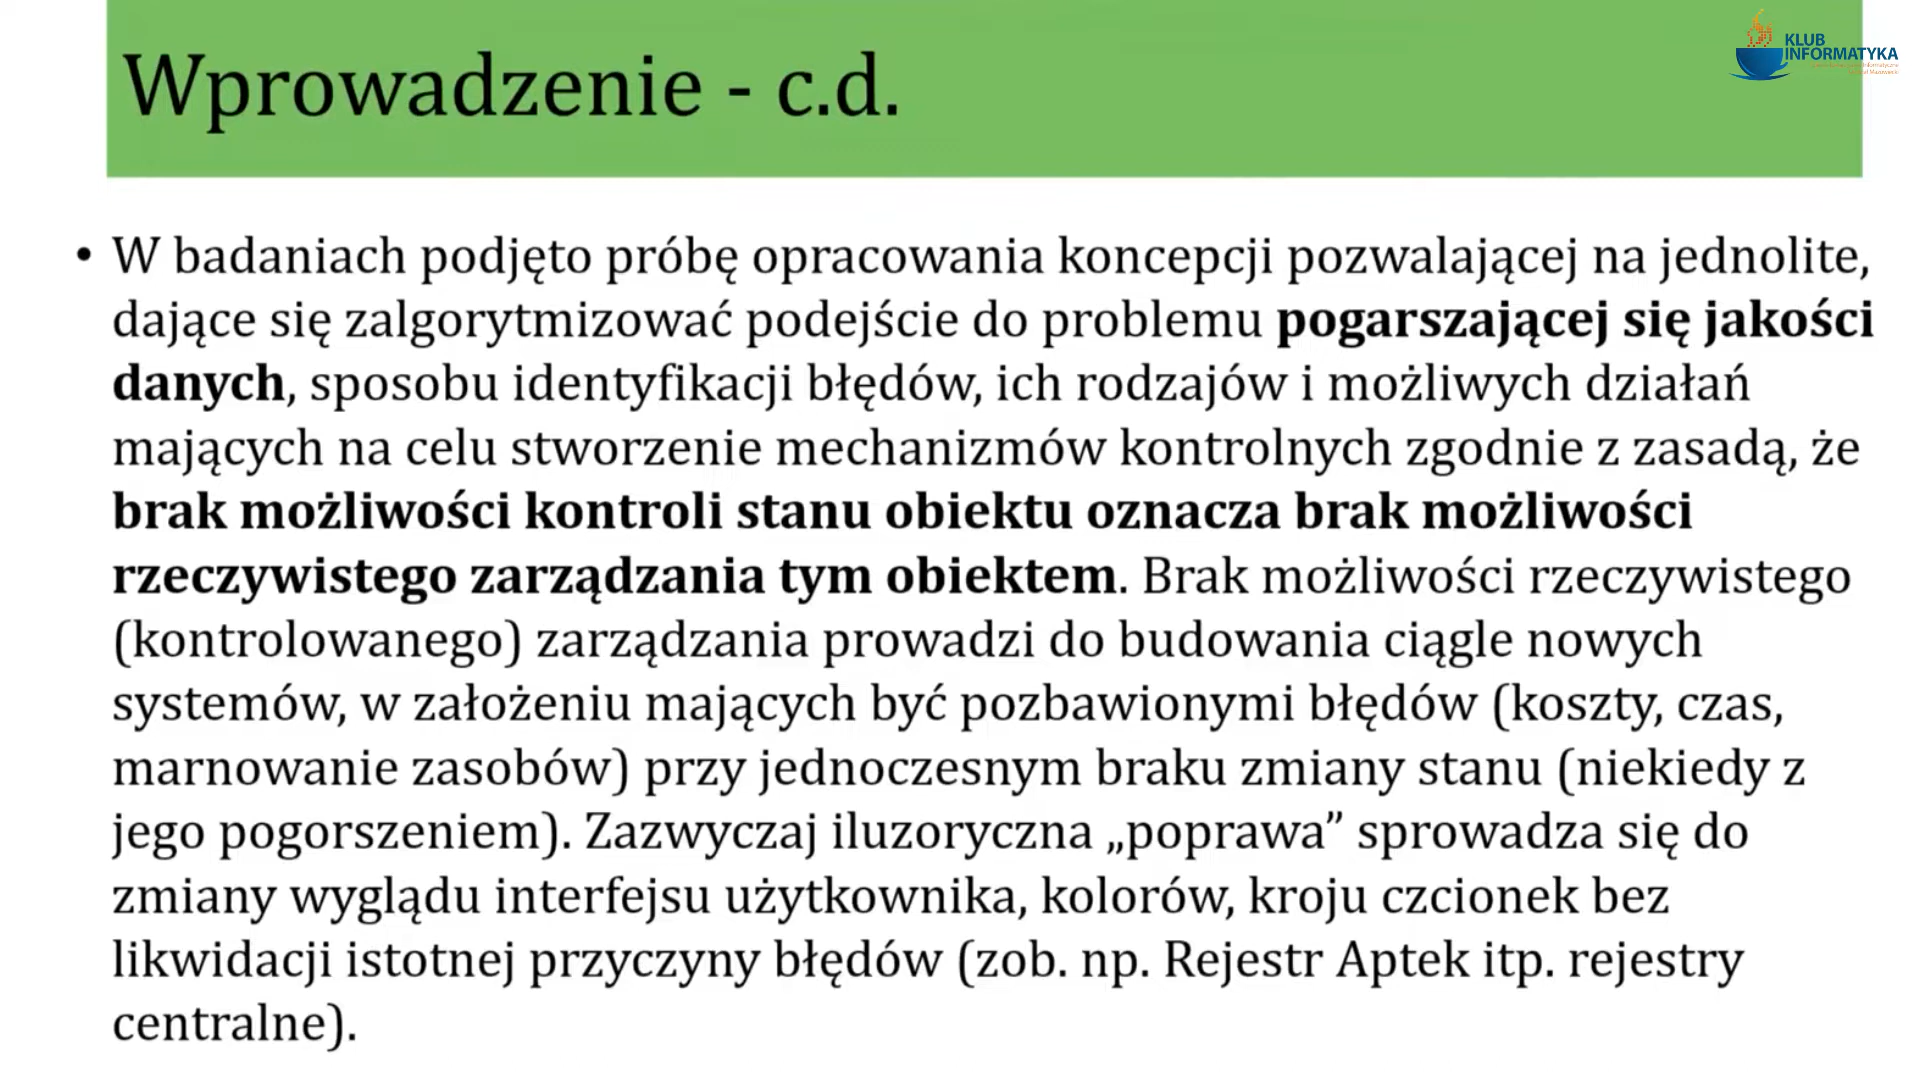 Wprowadzenie - c.d.
KLUB
INFORMATYKA
• W badaniach podjęto próbę opracowania koncepcji pozwalającej na jednolite,
dające się zalgorytmizować podejście do problemu pogarszającej się jakości
danych, sposobu identyfikacji błędów, ich rodzajów i możliwych działań
mających na celu stworzenie mechanizmów kontrolnych zgodnie z zasadą, że
brak możliwości kontroli stanu obiektu oznacza brak możliwości
rzeczywistego zarządzania tym obiektem. Brak możliwości rzeczywistego
(kontrolowanego) zarządzania prowadzi do budowania ciągle nowych
systemów, w założeniu mających być pozbawionymi błędów (koszty, czas,
marnowanie zasobów) przy jednoczesnym braku zmiany stanu (niekiedy z
jego pogorszeniem). Zazwyczaj iluzoryczna „poprawa” sprowadza się do
zmiany wyglądu interfejsu użytkownika, kolorów, kroju czcionek bez
likwidacji istotnej przyczyny błędów (zob. np. Rejestr Aptek itp. rejestry
centralne).